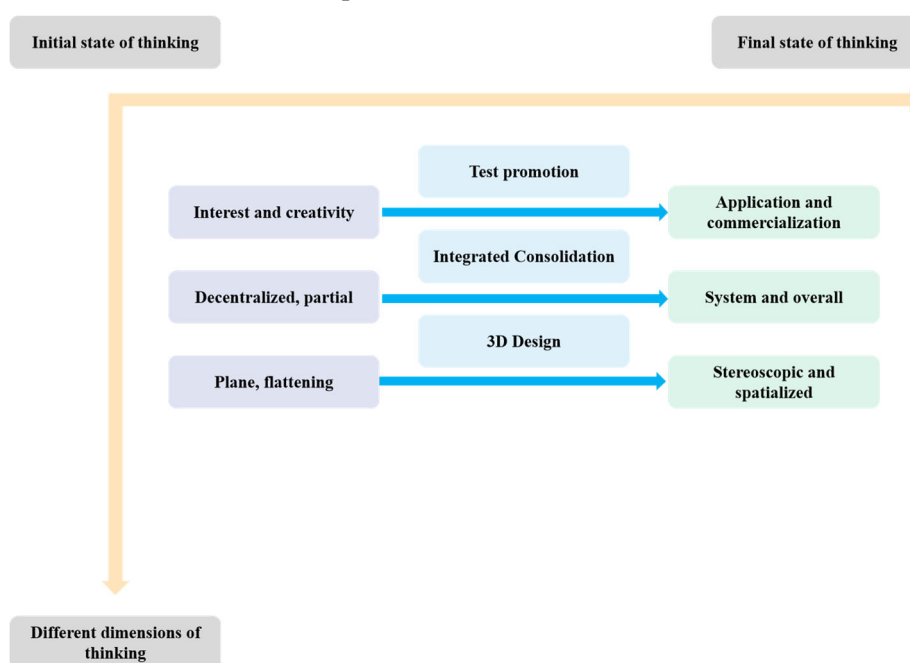 Initial state of thinking
Final state of thinking
Test promotion
Interest and creativity
Application and
commercialization
Integrated Consolidation
Decentralized, partial
System and overall
3D Design
Plane, flattening
Stereoscopic and
spatialized
Different dimensions of
thinking